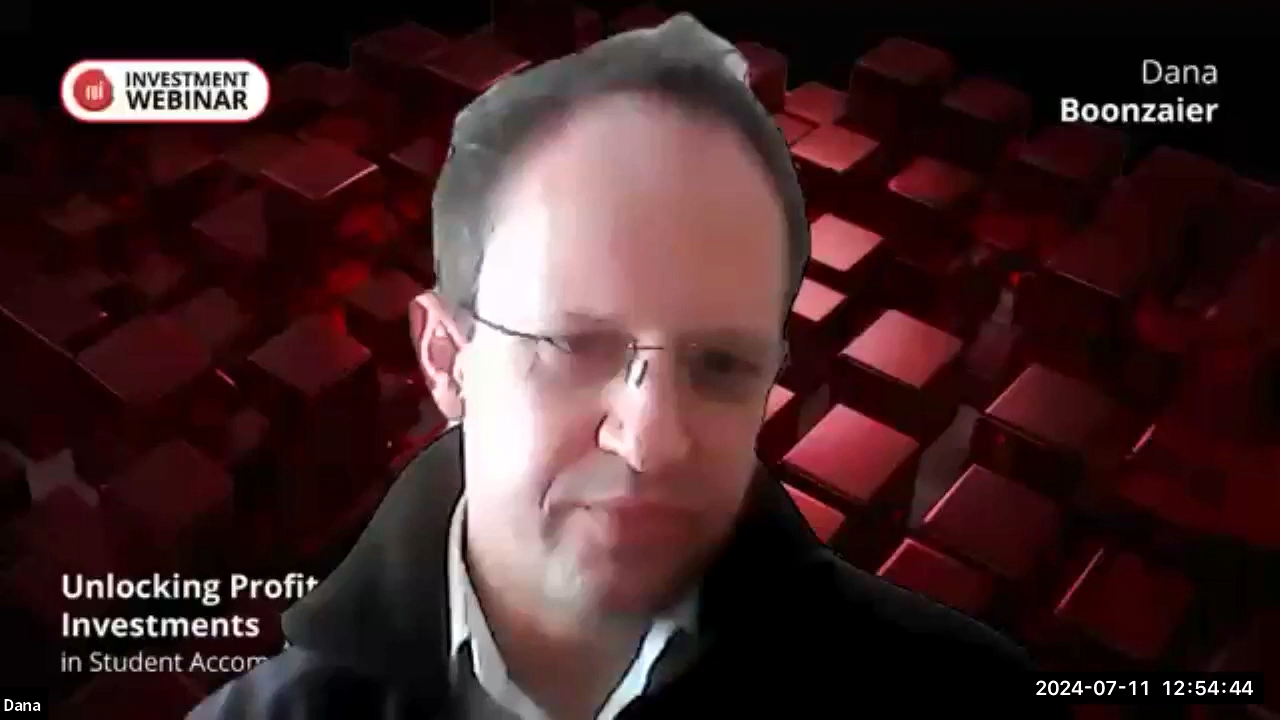 INVESTMENT
WEBINAR
Dana
Boonzaier
Unlocking Profit
Investments
in Student Accom
2024-07-11 12:54:44
Dana